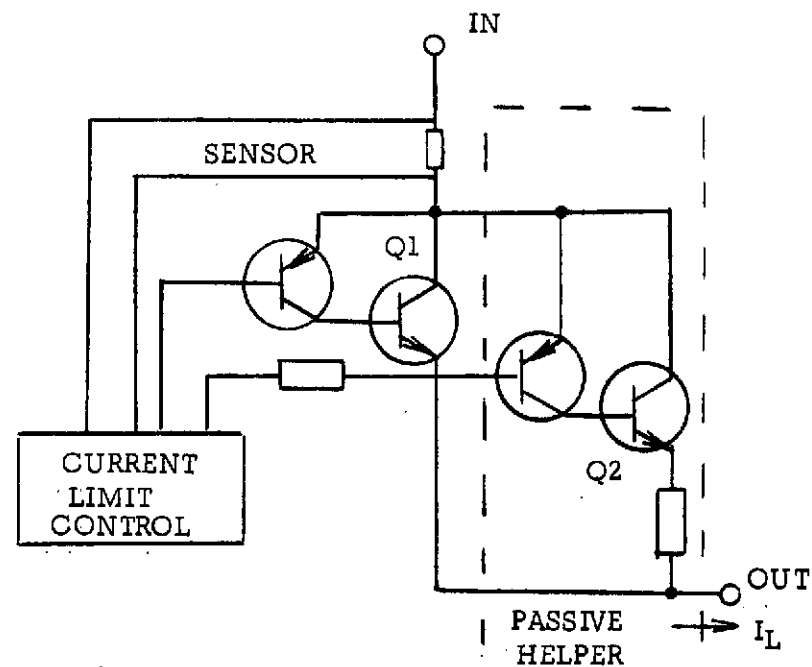 IN
SENSOR
Q1
Q2
CURRENT
LIMIT
CONTROL
OUT
PASSIVE
HELPER
I_L